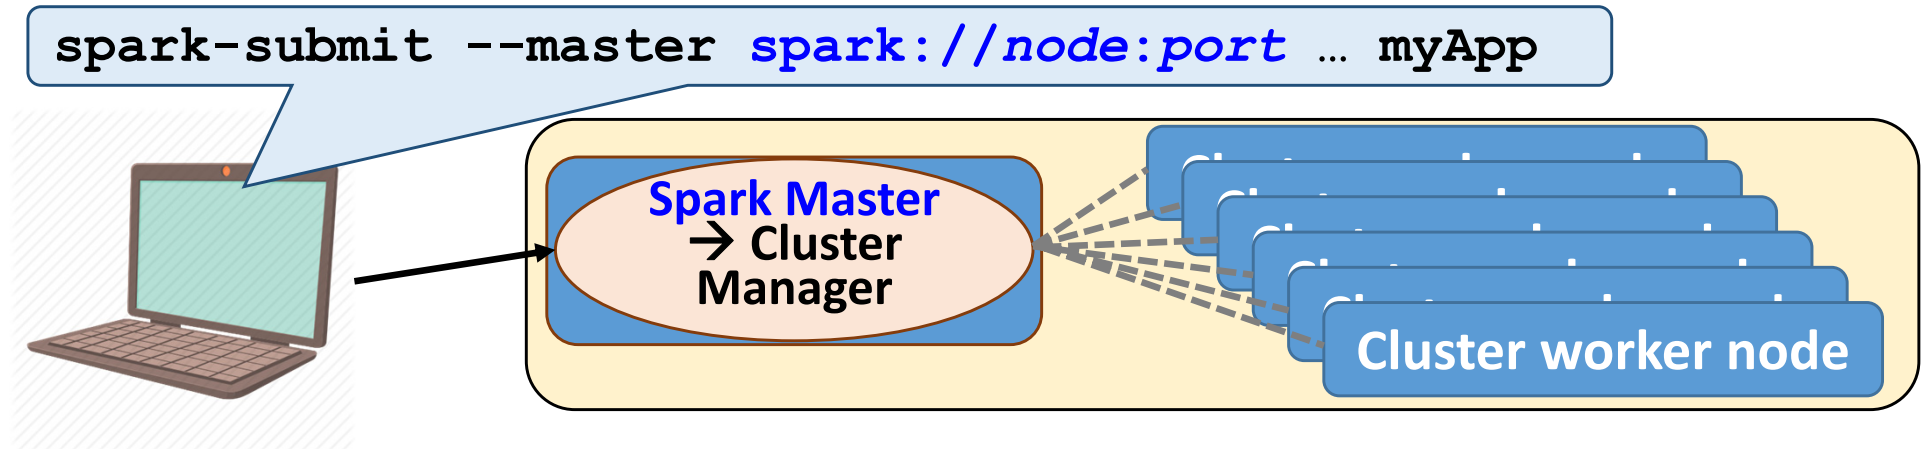 spark-submit --master spark://node:port … myApp
Spark Master
→ Cluster
Manager
Cluster worker node